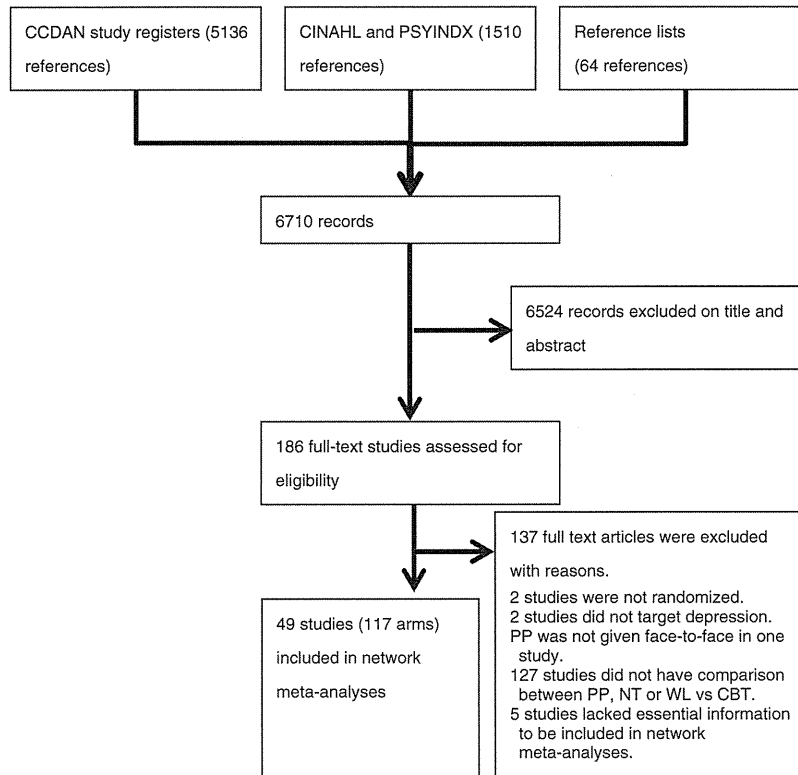 CCDAN study registers (5136
references)
CINAHL and PSYINDX (1510
references)
Reference lists
(64 references)
6710 records
6524 records excluded on title and
abstract
186 full-text studies assessed for
eligibility
137 full text articles were excluded
with reasons.
2 studies were not randomized.
2 studies did not target depression.
PP was not given face-to-face in one
study.
127 studies did not have comparison
between PP, NT or WL vs CBT.
5 studies lacked essential information
to be included in network
meta-analyses.
49 studies (117 arms)
included in network
meta-analyses